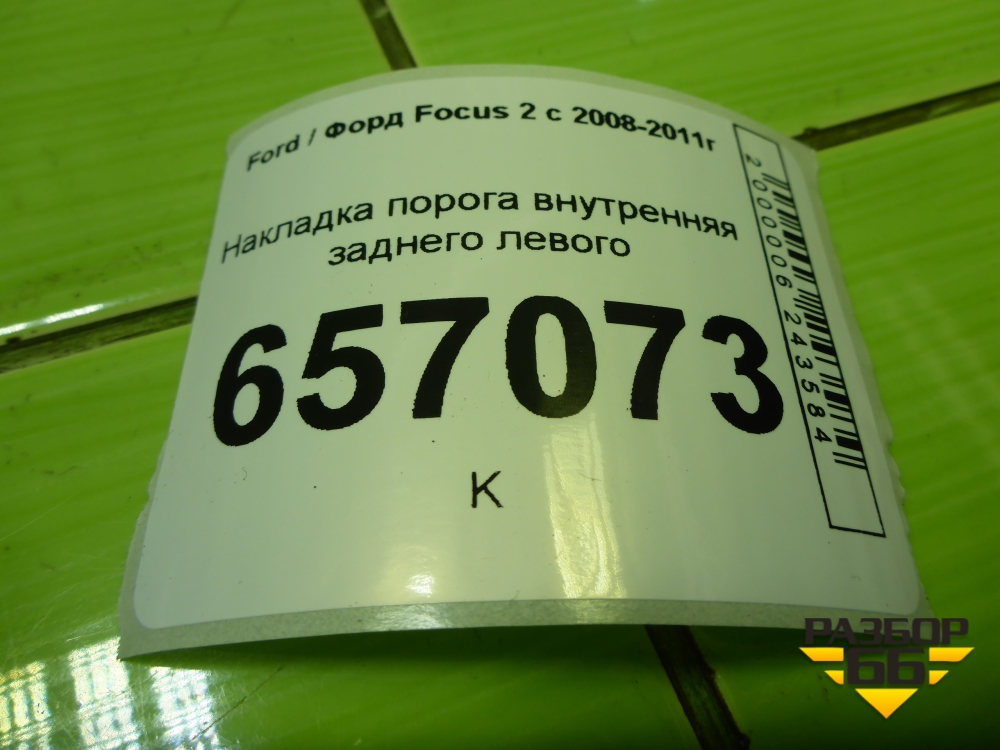 Ford / Форд Focus 2 с 2008-2011г
Накладка порога внутренняя
заднего левого
657073
К
2000006243584
РАЗБОР
66